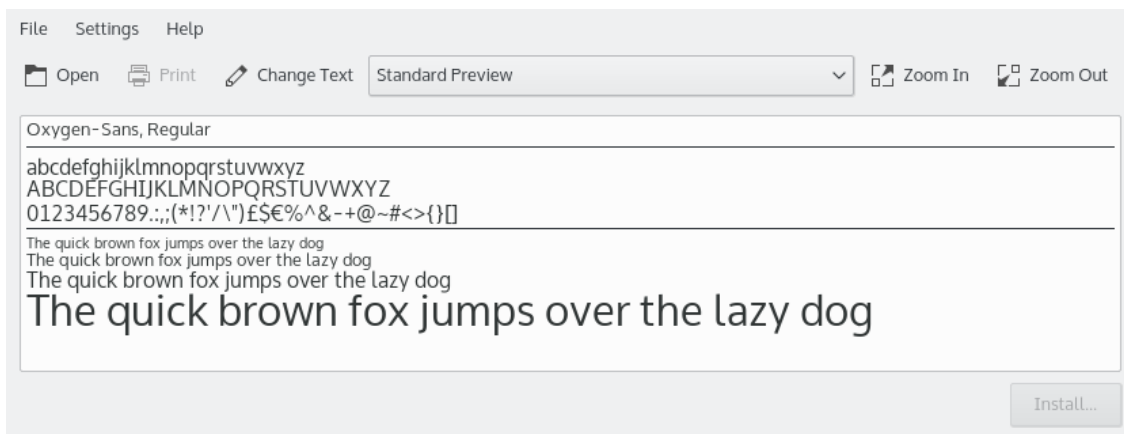 File Settings Help
Open Print Change Text Standard Preview Zoom In Zoom Out
Oxygen-Sans, Regular
abcdefghijklmnopqrstuvwxyz
ABCDEFGHIJKLMNOPQRSTUVWXYZ
0123456789.:,;(*!?'/\")£$€%^&-+@~#<>{}[]
The quick brown fox jumps over the lazy dog
The quick brown fox jumps over the lazy dog
The quick brown fox jumps over the lazy dog
The quick brown fox jumps over the lazy dog
Install...